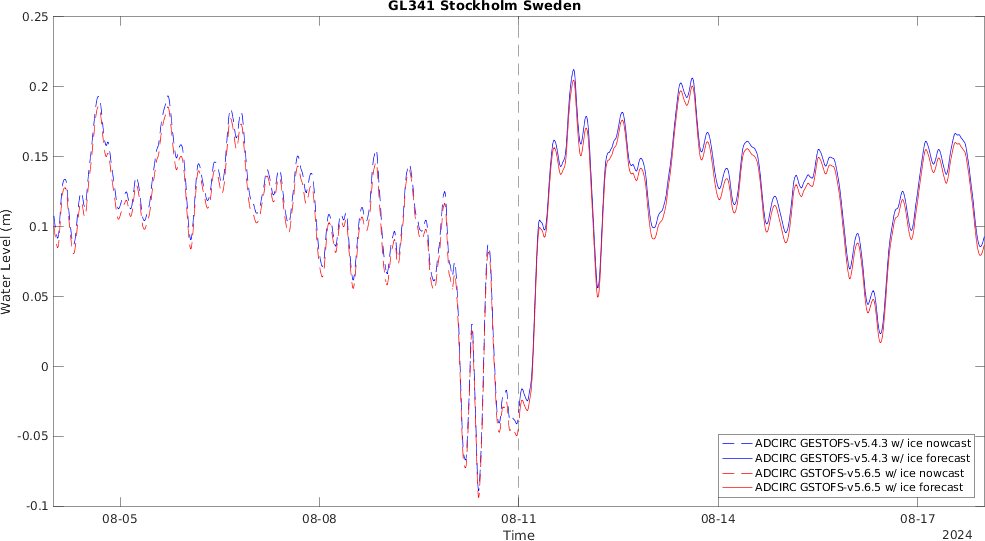 GL341 Stockholm Sweden
0.25
0.2
0.15
0.1
0.05
0
-0.05
-0.1
Water Level (m)
08-05
08-08
08-11
08-14
08-17
Time
2024
ADCIRC GESTOFS-v5.4.3 w/ ice nowcast
ADCIRC GESTOFS-v5.4.3 w/ ice forecast
ADCIRC GSTOFS-v5.6.5 w/ ice nowcast
ADCIRC GSTOFS-v5.6.5 w/ ice forecast